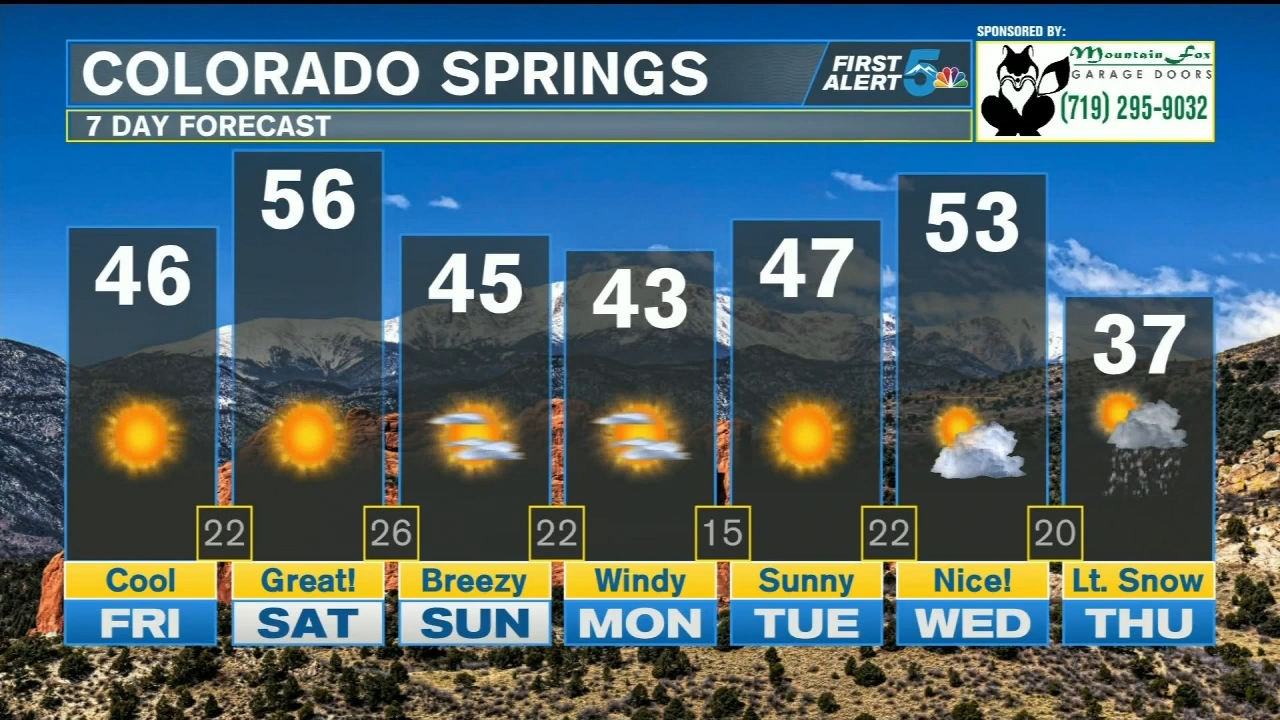 SPONSORED BY:
COLORADO SPRINGS
FIRST
ALERT 5
Mountain Fox
GARAGE DOORS
(719) 295-9032
7 DAY FORECAST
46
56
45
43
47
53
37
22
26
22
15
22
20
Cool
Great!
Breezy
Windy
Sunny
Nice!
Lt. Snow
FRI
SAT
SUN
MON
TUE
WED
THU